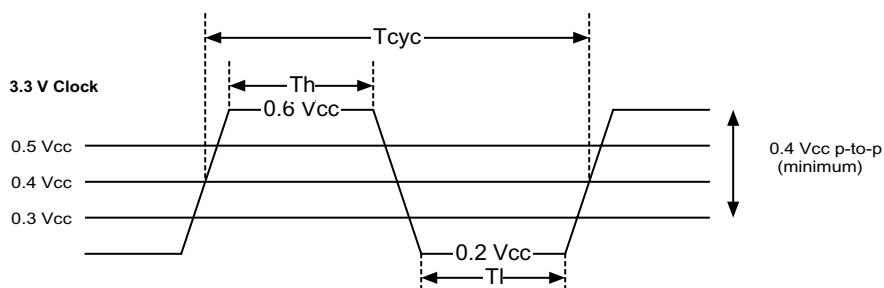 Tcyc
Th
3.3 V Clock
0.6 Vcc
0.5 Vcc
0.4 Vcc p-to-p
(minimum)
0.4 Vcc
0.3 Vcc
0.2 Vcc
Tl